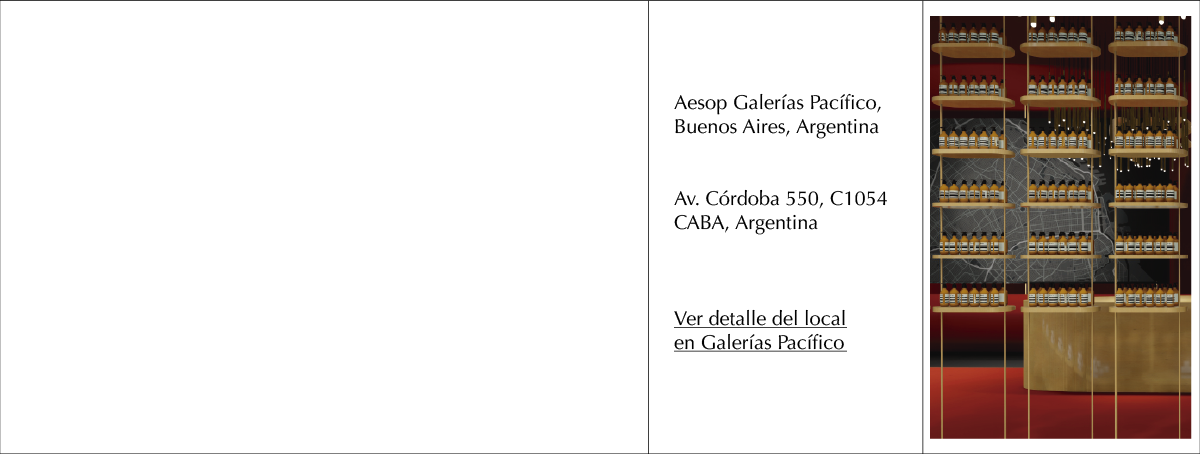 Aesop Galerías Pacífico,
Buenos Aires, Argentina
Av. Córdoba 550, C1054
CABA, Argentina
Ver detalle del local
en Galerías Pacífico